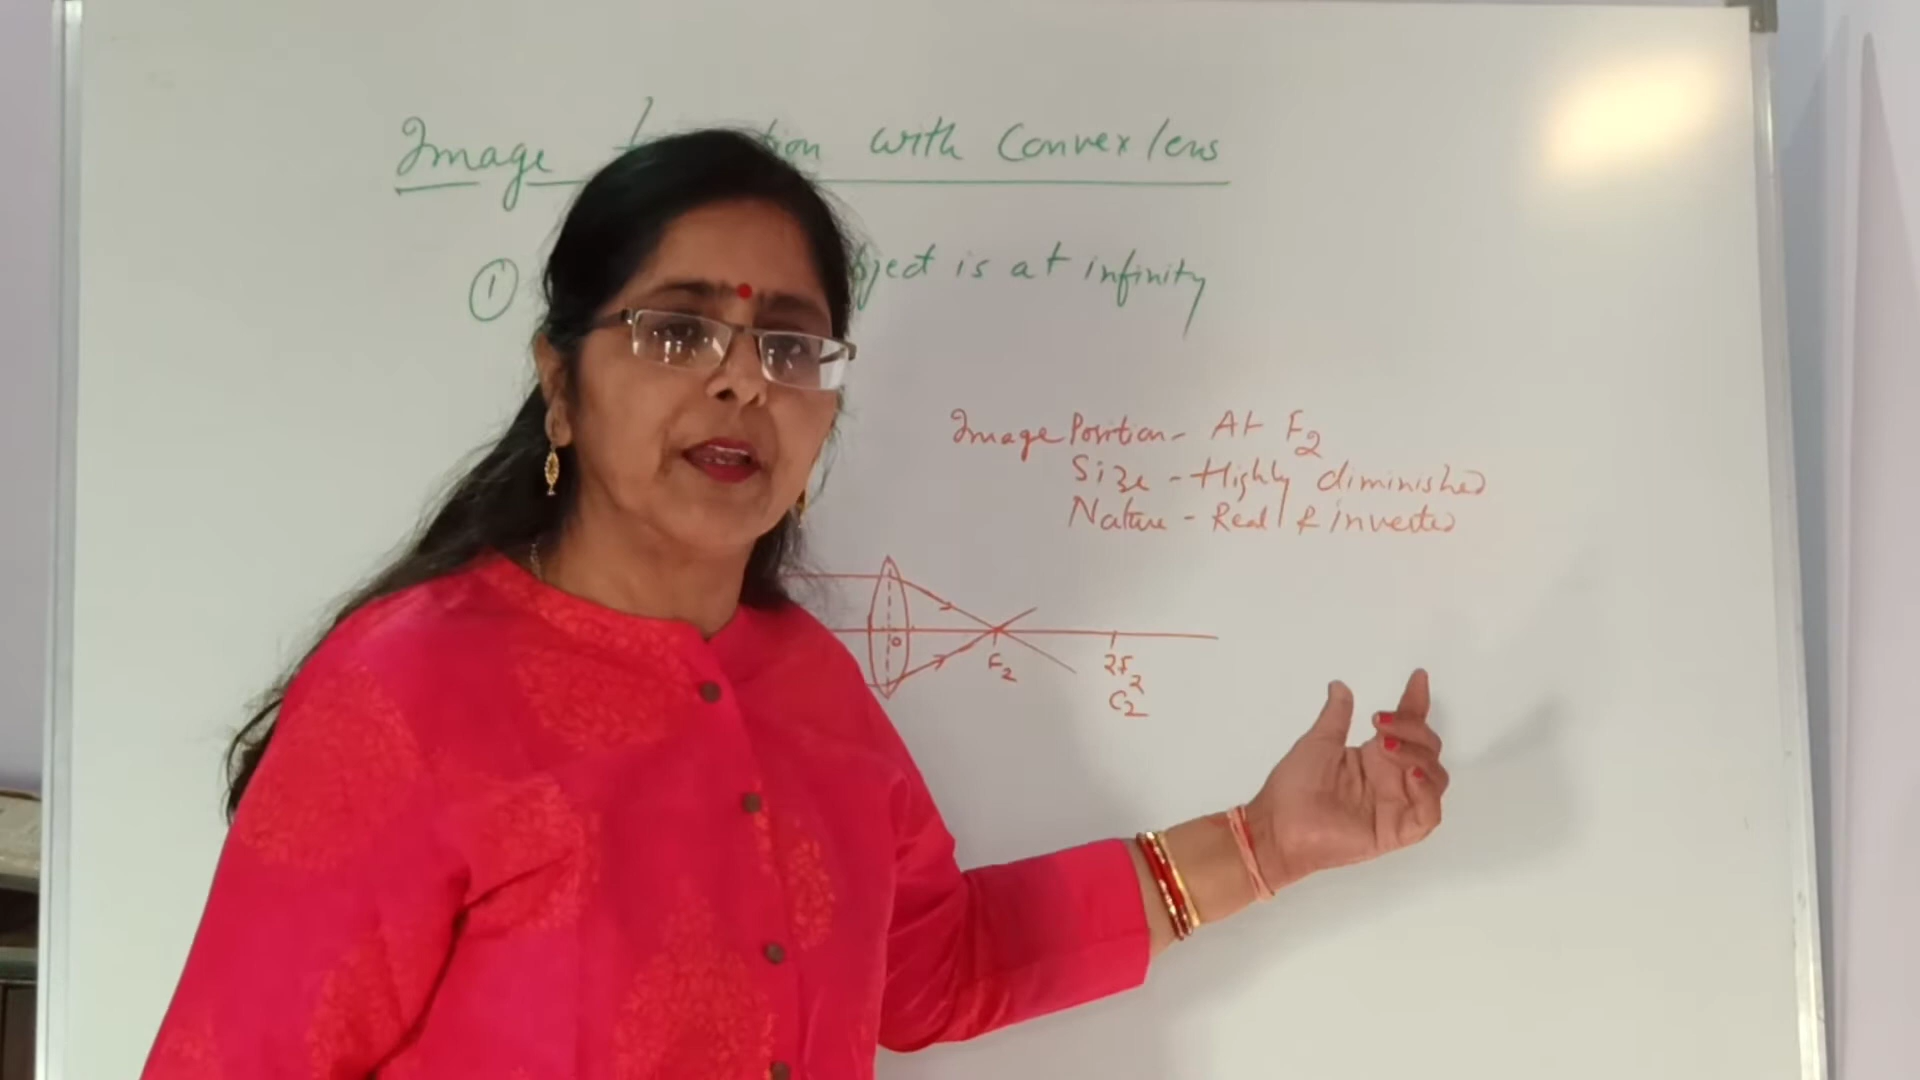 Image with Convex lens
① is at infinity
Image Position - At F2
Size - Highly diminished
Nature - Real & inverted
O
F2
2F2
C2